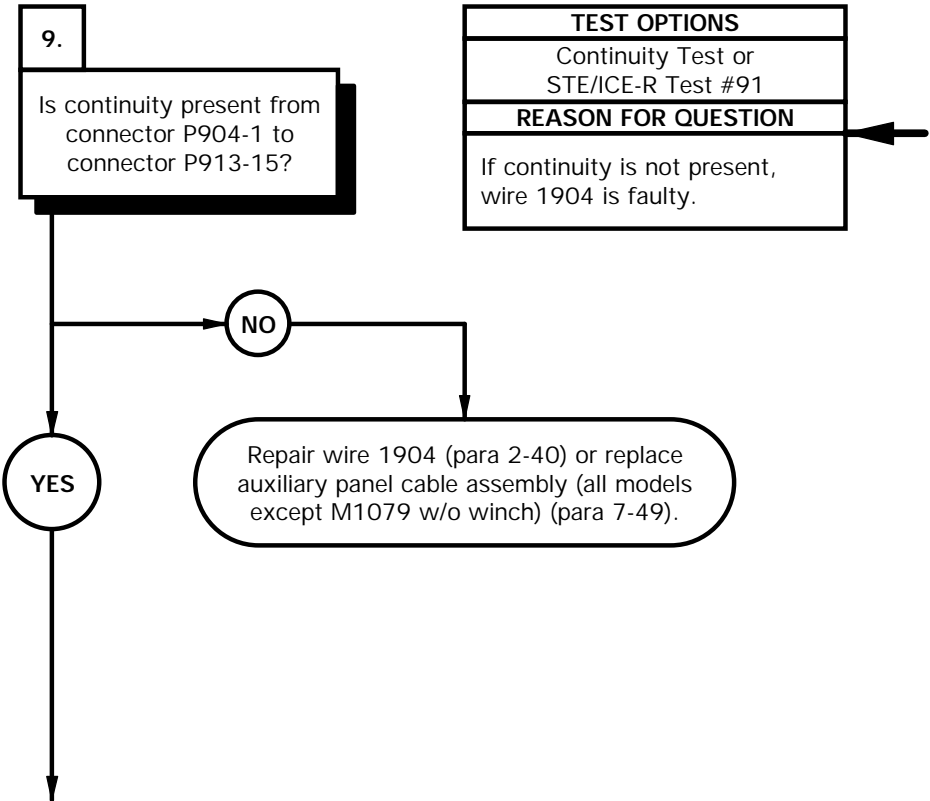 9.
Is continuity present from
connector P904-1 to
connector P913-15?
TEST OPTIONS
Continuity Test or
STE/ICE-R Test #91
REASON FOR QUESTION
If continuity is not present,
wire 1904 is faulty.
NO
YES
Repair wire 1904 (para 2-40) or replace
auxiliary panel cable assembly (all models
except M1079 w/o winch) (para 7-49).